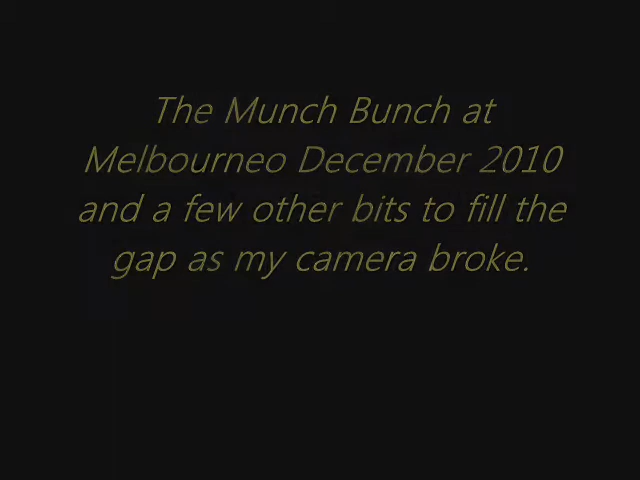 The Munch Bunch at
Melbourneo December 2010
and a few other bits to fill the
gap as my camera broke.